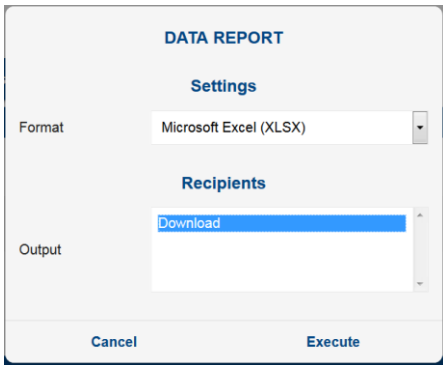 DATA REPORT
Settings
Format Microsoft Excel (XLSX)
Recipients
Output Download
Cancel Execute